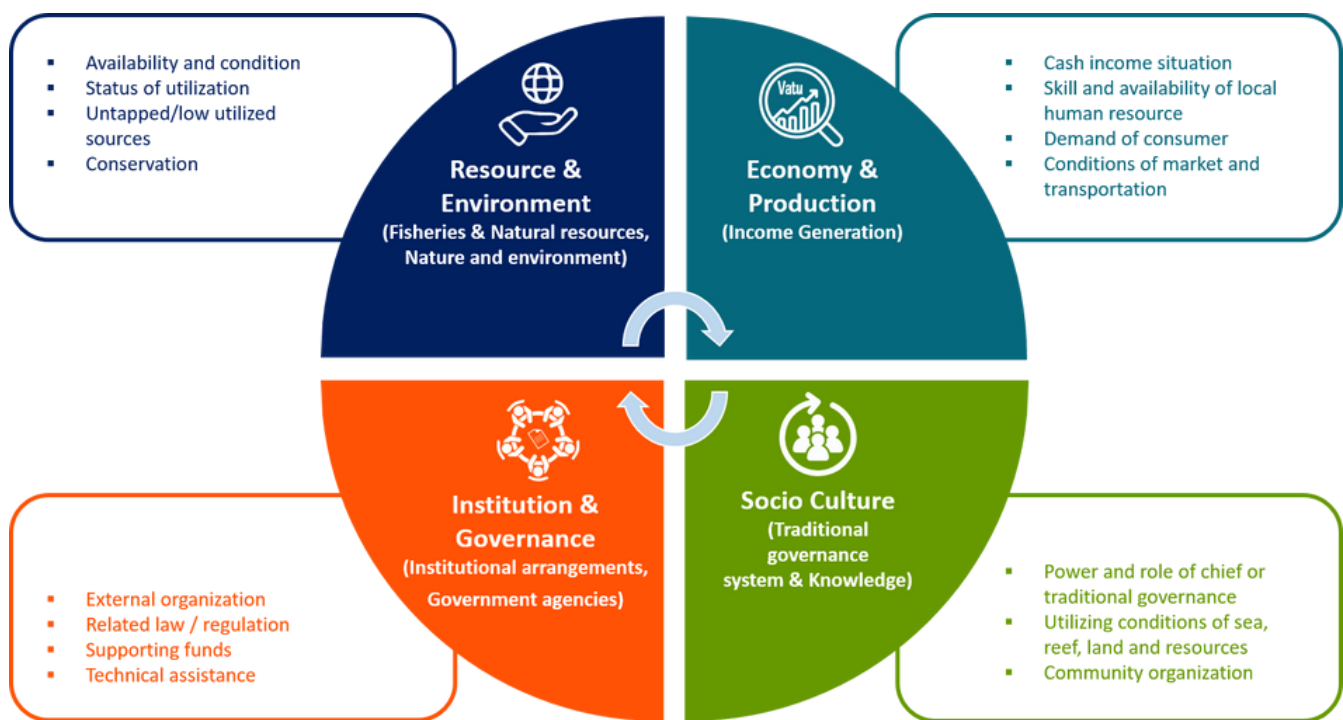 ▪ Availability and condition
▪ Status of utilization
▪ Untapped/low utilized
sources
▪ Conservation
Resource &
Environment
(Fisheries & Natural resources,
Nature and environment)
Vatu
Economy &
Production
(Income Generation)
▪ Cash income situation
▪ Skill and availability of local
human resource
▪ Demand of consumer
▪ Conditions of market and
transportation
▪ External organization
▪ Related law / regulation
▪ Supporting funds
▪ Technical assistance
Institution &
Governance
(Institutional arrangements,
Government agencies)
Socio Culture
(Traditional
governance
system & Knowledge)
▪ Power and role of chief or
traditional governance
▪ Utilizing conditions of sea,
reef, land and resources
▪ Community organization